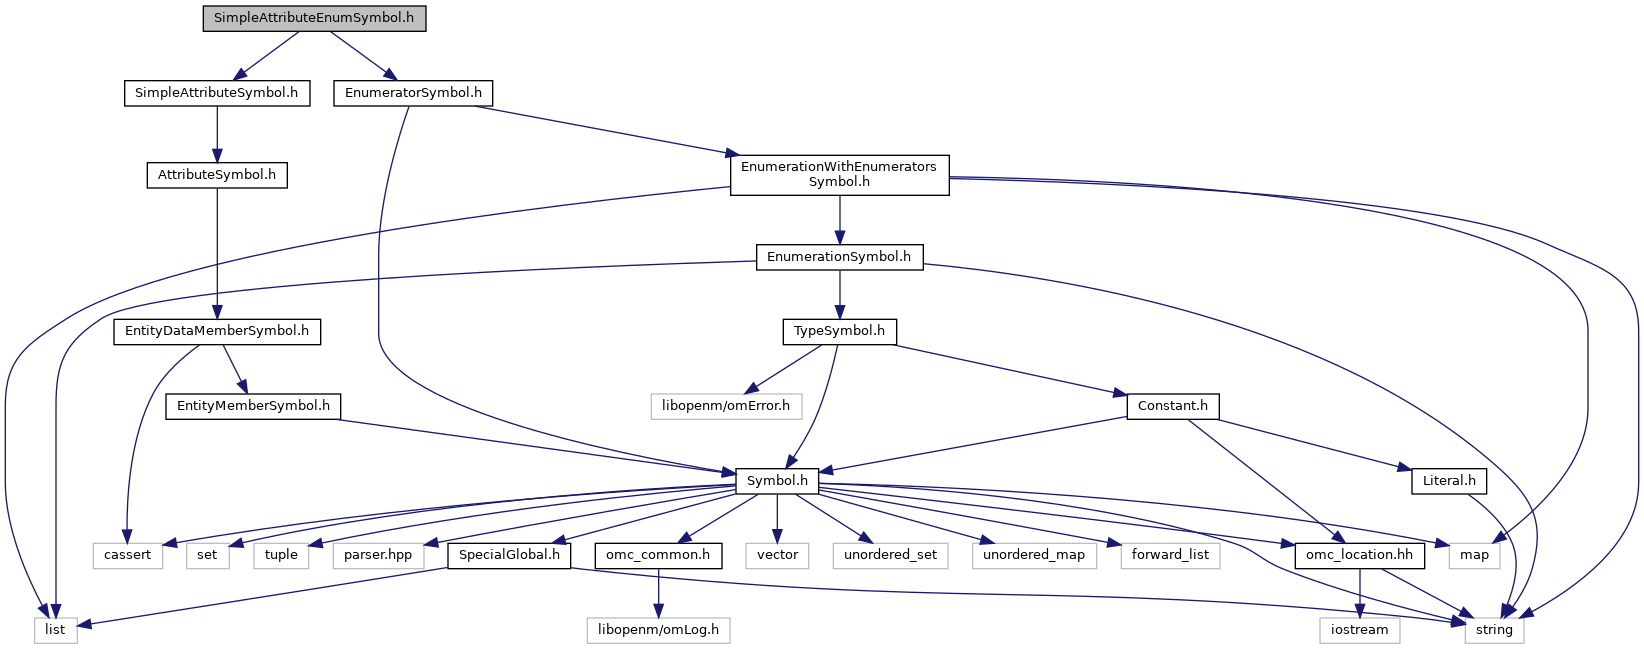 SimpleAttributeEnumSymbol.h
SimpleAttributeSymbol.h
EnumeratorSymbol.h
EnumerationWithEnumerators
Symbol.h
AttributeSymbol.h
EnumerationSymbol.h
EntityDataMemberSymbol.h
TypeSymbol.h
EntityMemberSymbol.h
libopenm/omError.h
Constant.h
Symbol.h
Literal.h
cassert
set
tuple
parser.hpp
SpecialGlobal.h
omc_common.h
vector
unordered_set
unordered_map
forward_list
omc_location.hh
map
list
libopenm/omLog.h
iostream
string